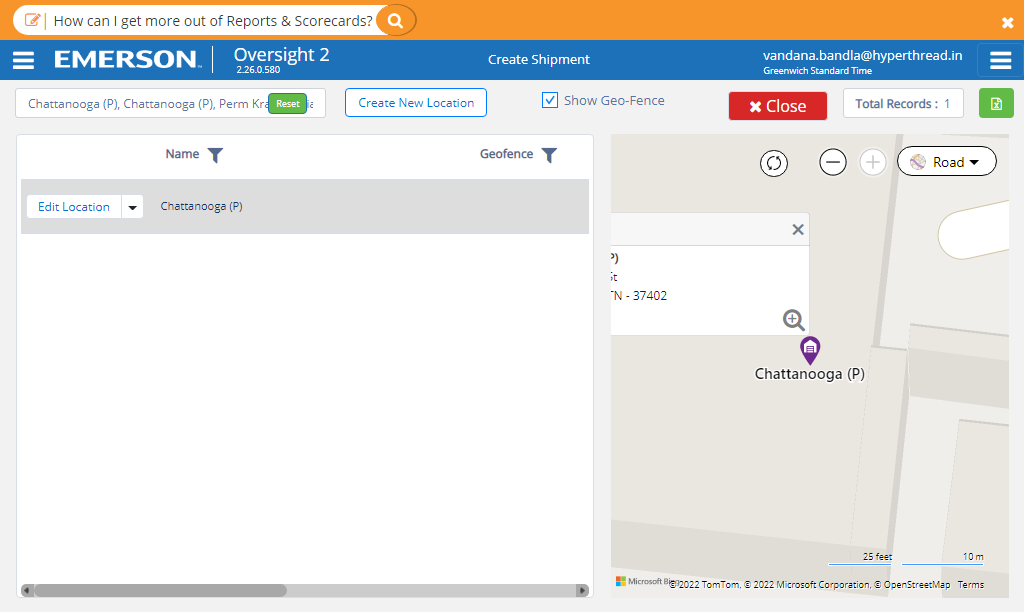 How can I get more out of Reports & Scorecards?
EMERSON
Oversight 2
2.26.0.580
Create Shipment
vandana.bandla@hyperthread.in
Greenwich Standard Time
Chattanooga (P), Chattanooga (P), Perm Kra
Reset
Create New Location
Show Geo-Fence
Close
Total Records : 1
Name
Geofence
Edit Location
Chattanooga (P)
Road
P)
St
TN - 37402
Chattanooga (P)
25 feet
10 m
Microsoft Bi
© 2022 TomTom, © 2022 Microsoft Corporation, © OpenStreetMap Terms